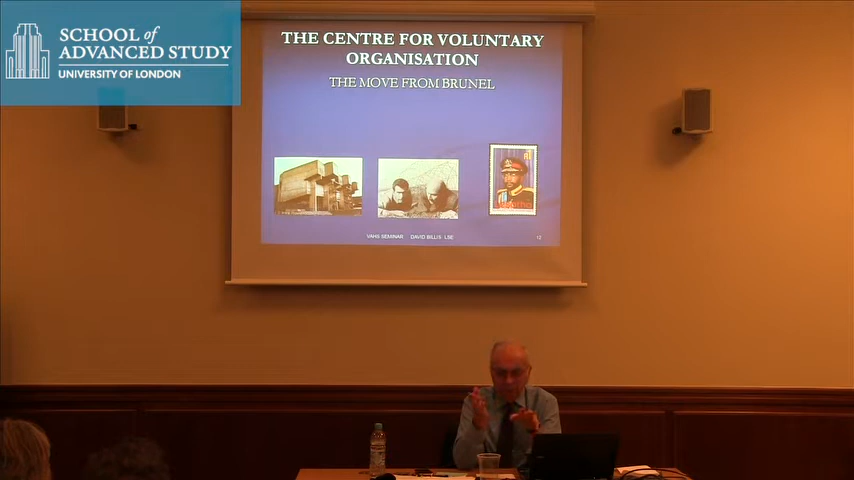 SCHOOL of
ADVANCED STUDY
UNIVERSITY OF LONDON
THE CENTRE FOR VOLUNTARY
ORGANISATION
THE MOVE FROM BRUNEL
VAHS SEMINAR DAVID BILLIS LSE
12